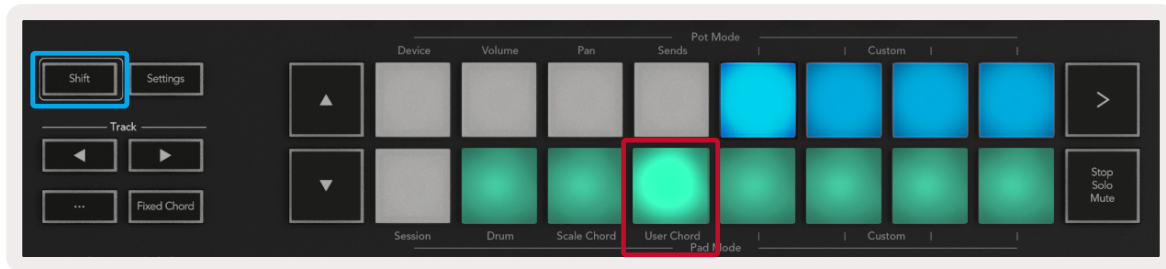 Pot Mode
Device Volume Pan Sends | | Custom | |
Shift Settings
Track
... Fixed Chord
Stop
Solo
Mute
Session Drum Scale Chord User Chord | | Custom | |
Pad Mode